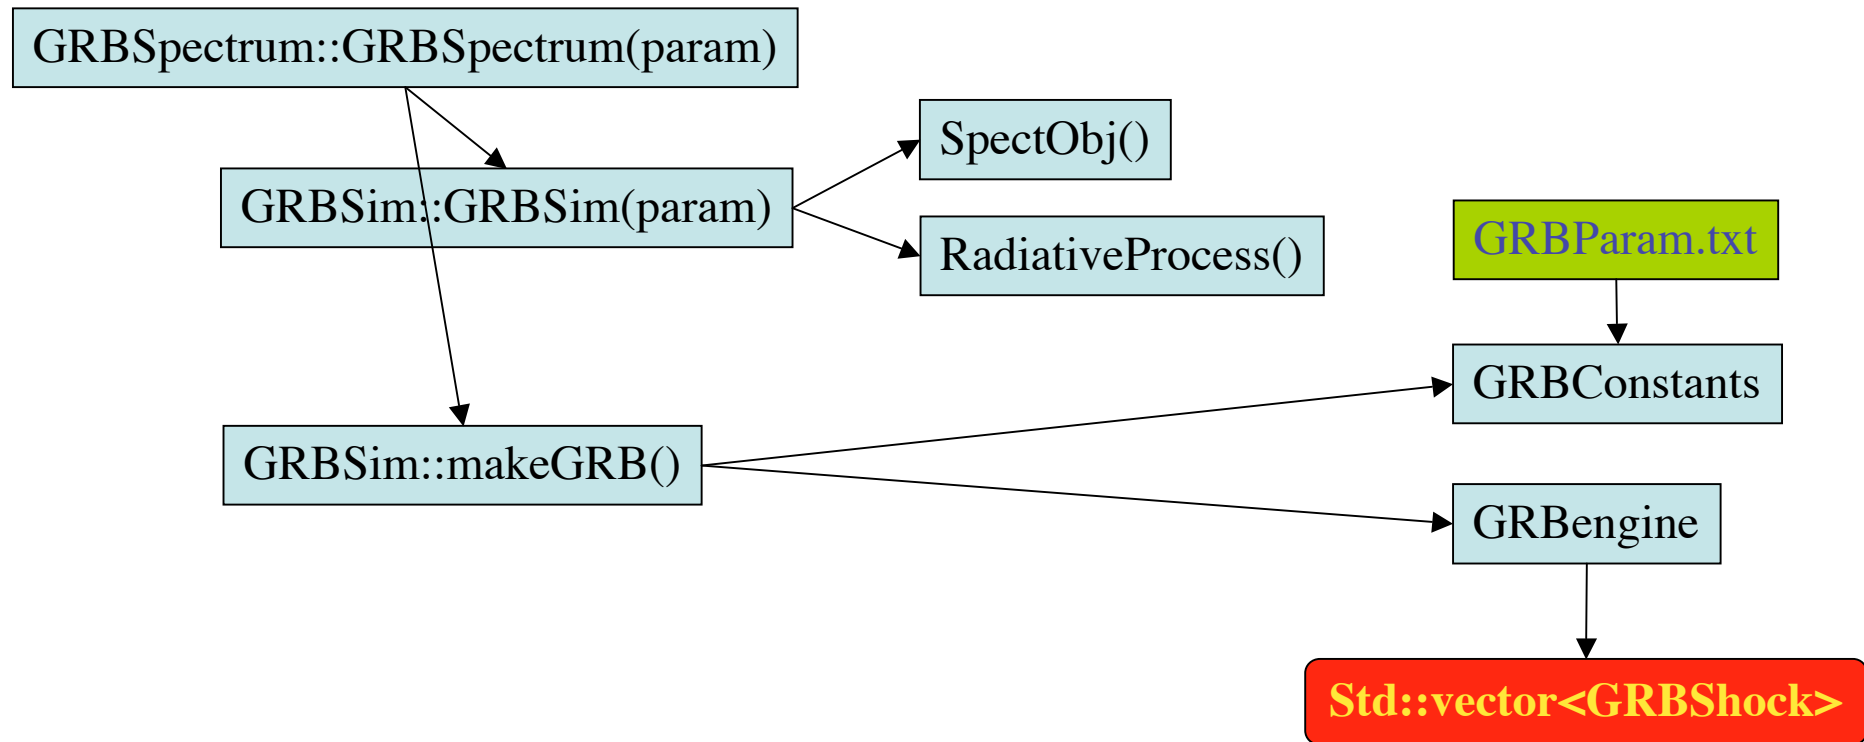 GRBSpectrum::GRBSpectrum(param)
SpectObj()
GRBSim::GRBSim(param)
RadiativeProcess()
GRBParam.txt
GRBConstants
GRBSim::makeGRB()
GRBengine
Std::vector<GRBShock>